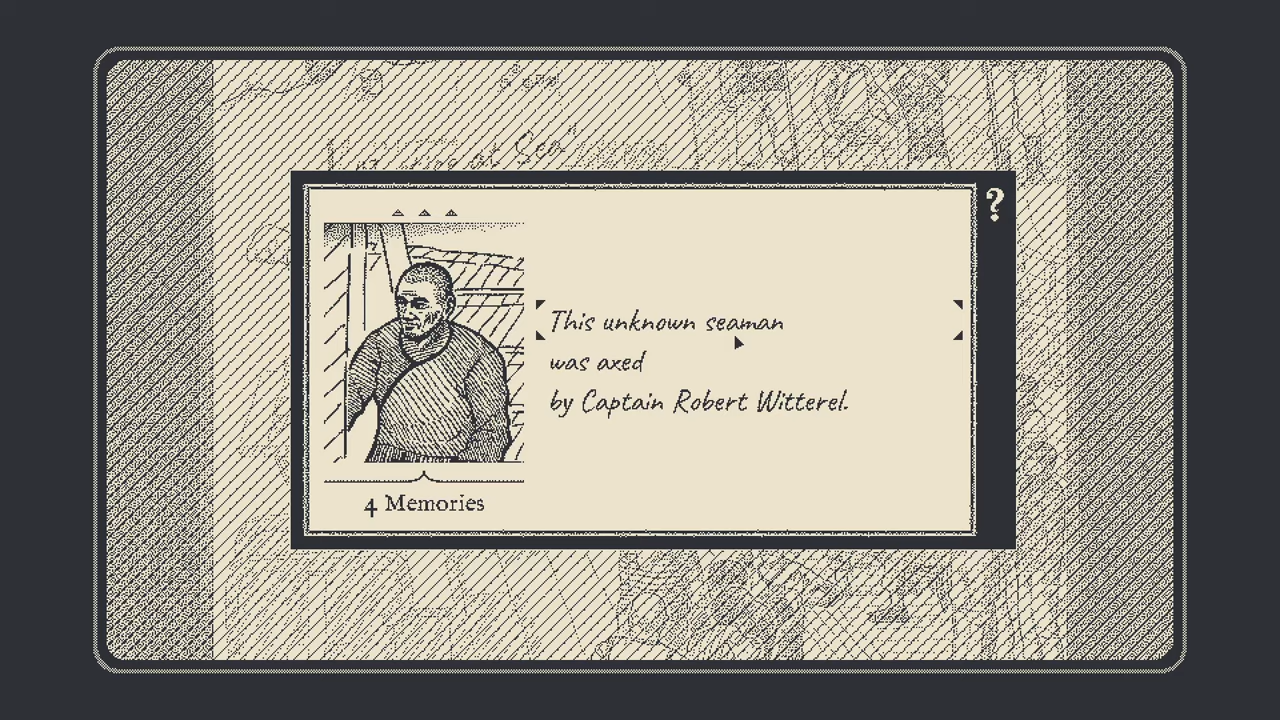 ?
This unknown seaman
was axed
by Captain Robert Witterel.
4 Memories